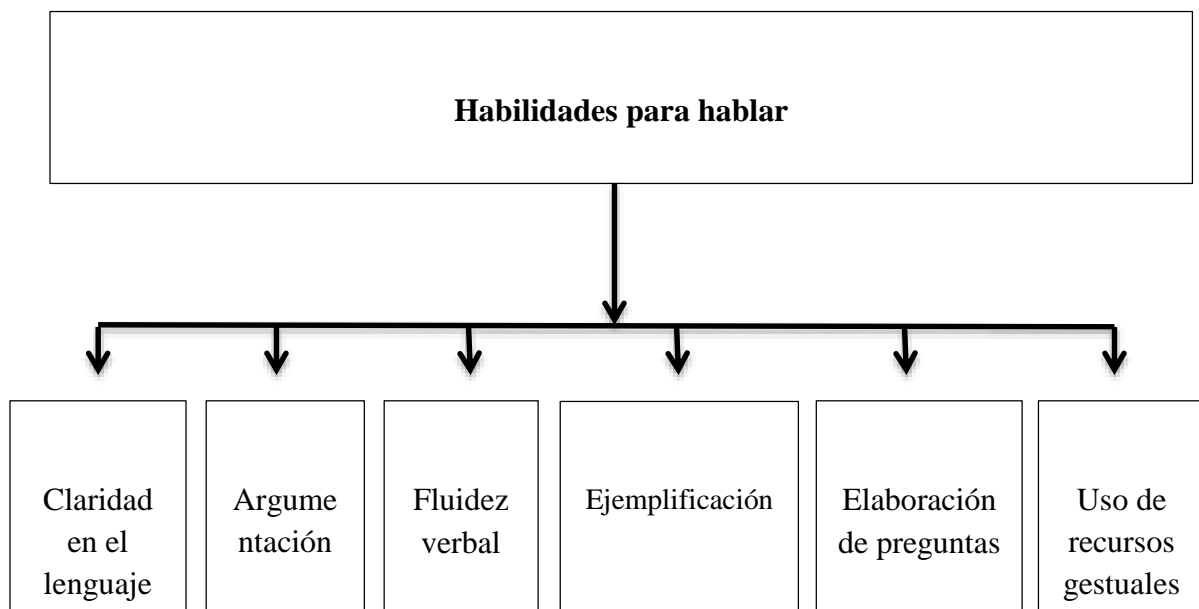 Habilidades para hablar
Claridad
en el
lenguaje
Argume
ntación
Fluidez
verbal
Ejemplificación
Elaboración
de preguntas
Uso de
recursos
gestuales